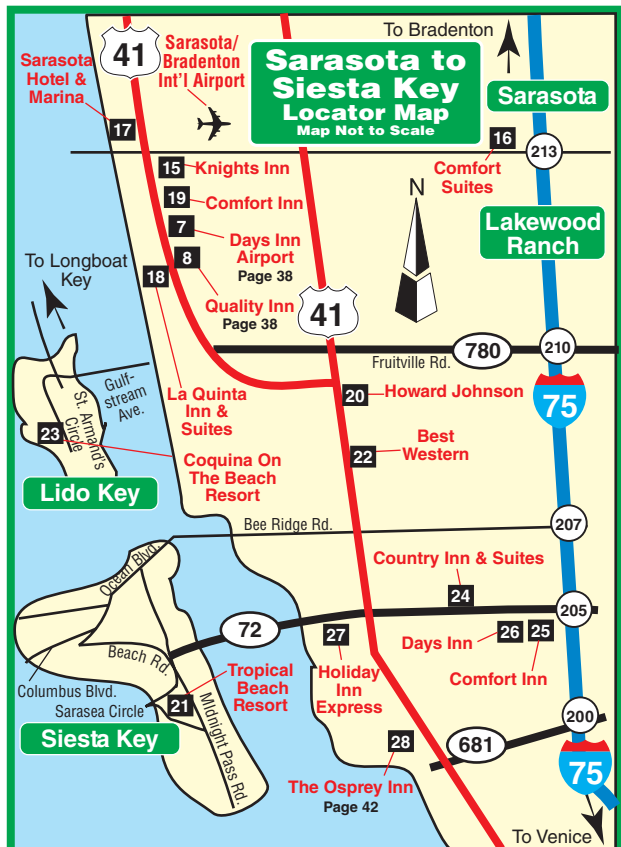 To Bradenton
41
Sarasota/
Bradenton
Int'l Airport
Sarasota
Hotel &
Marina
Sarasota to
Siesta Key
Locator Map
Map Not to Scale
Sarasota
17
16
213
Comfort
Suites
15
Knights Inn
19
Comfort Inn
N
7
Days Inn
Airport
Page 38
Lakewood
Ranch
8
To Longboat
Key
18
Quality Inn
Page 38
41
780
210
Fruitville Rd.
Gulf-
stream
Ave.
La Quinta
Inn &
Suites
20
Howard Johnson
75
St. Armand's
Circle
23
Best
Western
22
Coquina On
The Beach
Resort
Lido Key
207
Bee Ridge Rd.
Ocean Blvd.
Country Inn & Suites
24
205
72
27
26
25
Days Inn
Comfort Inn
Beach Rd.
Tropical
Beach
Resort
Holiday
Inn
Express
Columbus Blvd.
Sarasea Circle
21
Midnight Pass Rd.
200
Siesta Key
28
681
75
The Osprey Inn
Page 42
To Venice